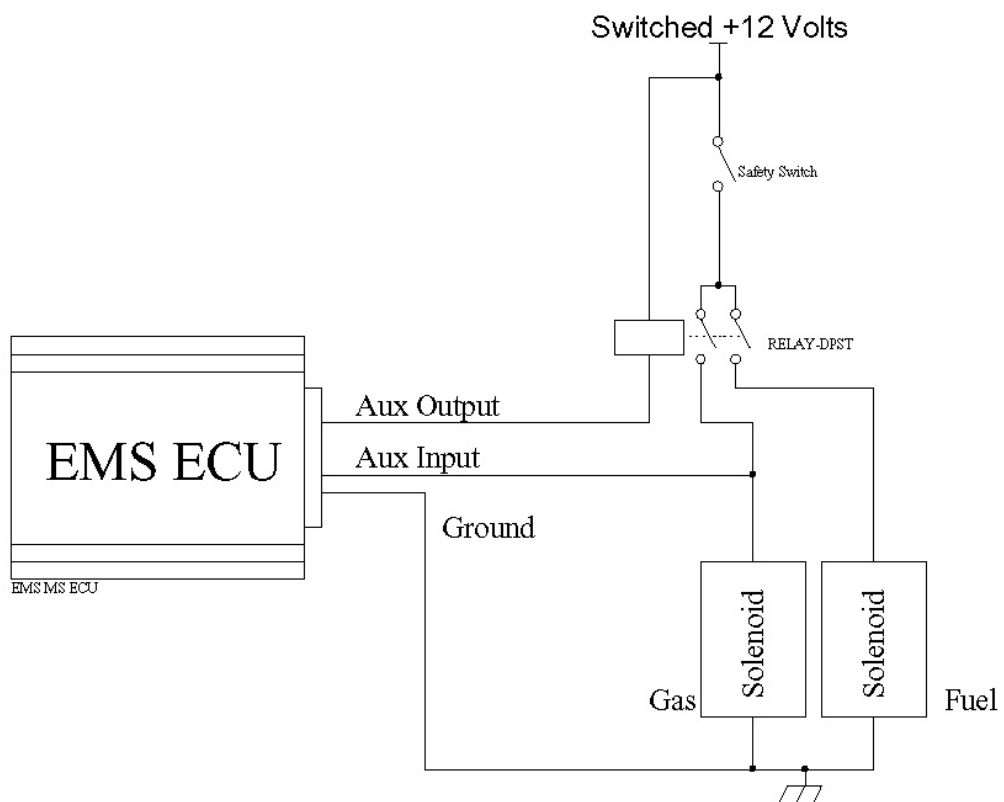 Switched +12 Volts
Safety Switch
RELAY-DPST
Aux Output
EMS ECU
Aux Input
Ground
EMS MS ECU
Solenoid
Solenoid
Gas
Fuel